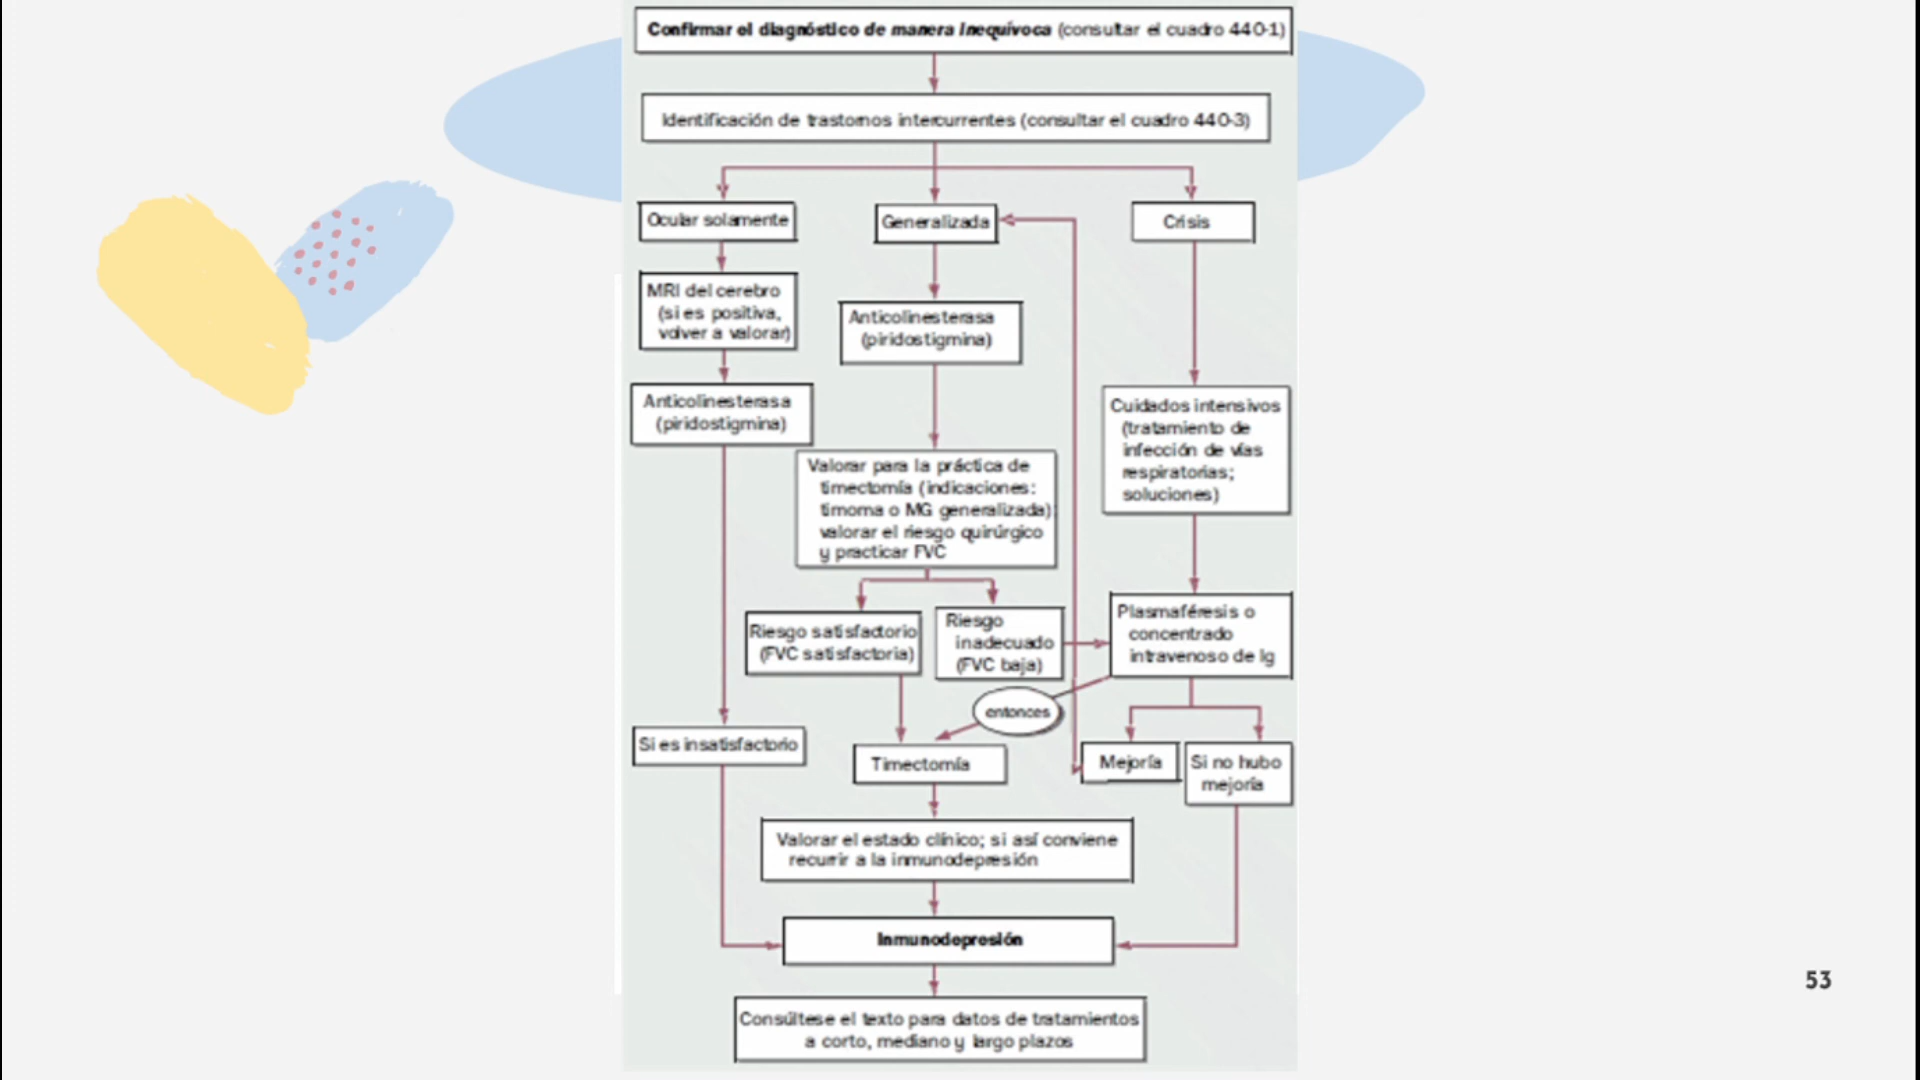 Confirmar el diagnóstico de manera inequívoca (consultar el cuadro 440-1)
Identificación de trastornos intercurrentes (consultar el cuadro 440-3)
Ocular solamente
Generalizada
Crisis
MRI del cerebro
(si es positiva,
volver a valorar)
Anticolinesterasa
(piridostigmina)
Anticolinesterasa
(piridostigmina)
Cuidados intensivos
(tratamiento de
infección de vías
respiratorias;
soluciones)
Valorar para la práctica de
timectomía (indicaciones:
timoma o MG generalizada);
valorar el riesgo quirúrgico
y practicar FVC
Riesgo satisfactorio
(FVC satisfactoria)
Riesgo
inadecuado
(FVC baja)
Plasmaféresis o
concentrado
intravenoso de Ig
entonces
Si es insatisfactorio
Timectomía
Mejoría
Si no hubo
mejoría
Valorar el estado clínico; si así conviene
recurrir a la inmunodepresión
Inmunodepresión
Consúltese el texto para datos de tratamientos
a corto, mediano y largo plazos
53